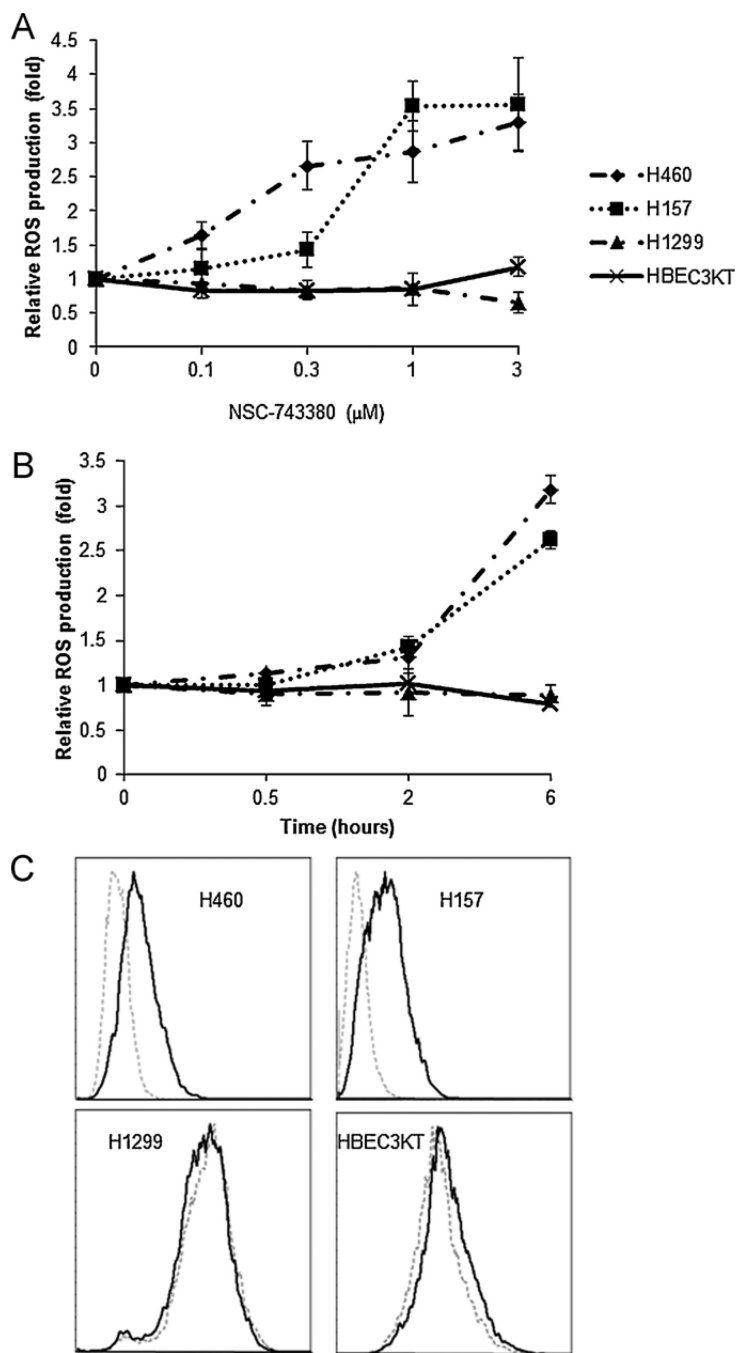 A
Relative ROS production (fold)
4.5
4
3.5
3
2.5
2
1.5
1
0.5
0
0 0.1 0.3 1 3
NSC-743380 (µM)
H460
H157
H1299
HBEC3KT
B
Relative ROS production (fold)
3.5
3
2.5
2
1.5
1
0.5
0
0 0.5 2 6
Time (hours)
C
H460
H157
H1299
HBEC3KT